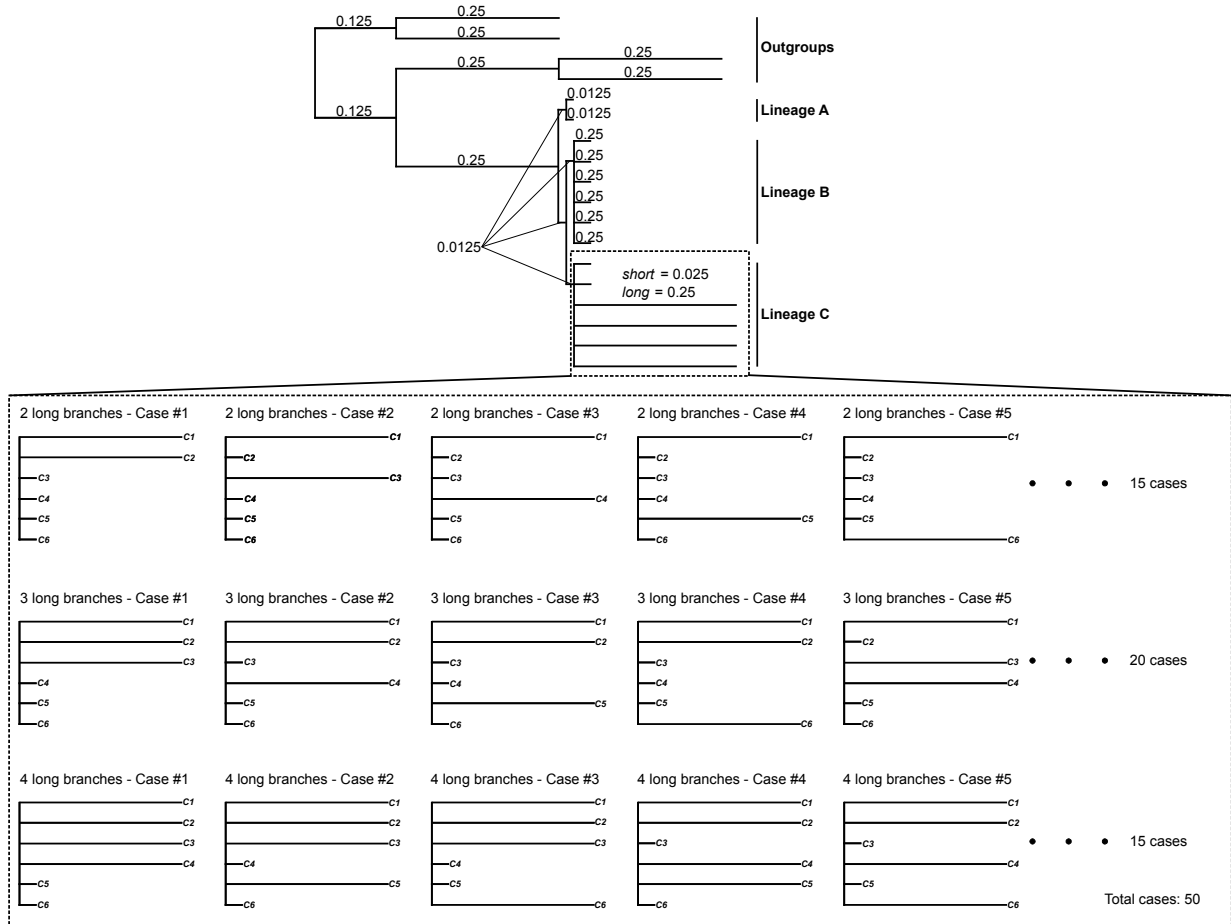 0.125
0.25
0.25
0.25
0.25
0.25
Outgroups
0.125
0.25
0.0125
0.0125
Lineage A
0.25
0.25
0.25
0.25
0.25
0.25
Lineage B
0.0125
short = 0.025
long = 0.25
Lineage C
2 long branches - Case #1
C1
C2
C3
C4
C5
C6
2 long branches - Case #2
C1
C2
C3
C4
C5
C6
2 long branches - Case #3
C1
C2
C3
C4
C5
C6
2 long branches - Case #4
C1
C2
C3
C4
C5
C6
2 long branches - Case #5
C1
C2
C3
C4
C5
C6
15 cases
3 long branches - Case #1
C1
C2
C3
C4
C5
C6
3 long branches - Case #2
C1
C2
C3
C4
C5
C6
3 long branches - Case #3
C1
C2
C3
C4
C5
C6
3 long branches - Case #4
C1
C2
C3
C4
C5
C6
3 long branches - Case #5
C1
C2
C3
C4
C5
C6
20 cases
4 long branches - Case #1
C1
C2
C3
C4
C5
C6
4 long branches - Case #2
C1
C2
C3
C4
C5
C6
4 long branches - Case #3
C1
C2
C3
C4
C5
C6
4 long branches - Case #4
C1
C2
C3
C4
C5
C6
4 long branches - Case #5
C1
C2
C3
C4
C5
C6
15 cases
Total cases: 50